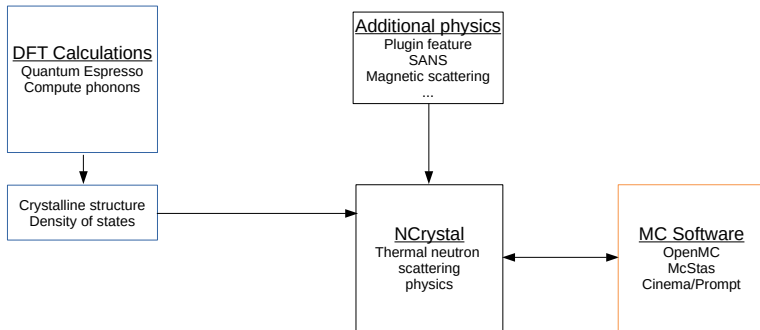 DFT Calculations
Quantum Espresso
Compute phonons
Additional physics
Plugin feature
SANS
Magnetic scattering
...
Crystalline structure
Density of states
NCrystal
Thermal neutron
scattering
physics
MC Software
OpenMC
McStas
Cinema/Prompt